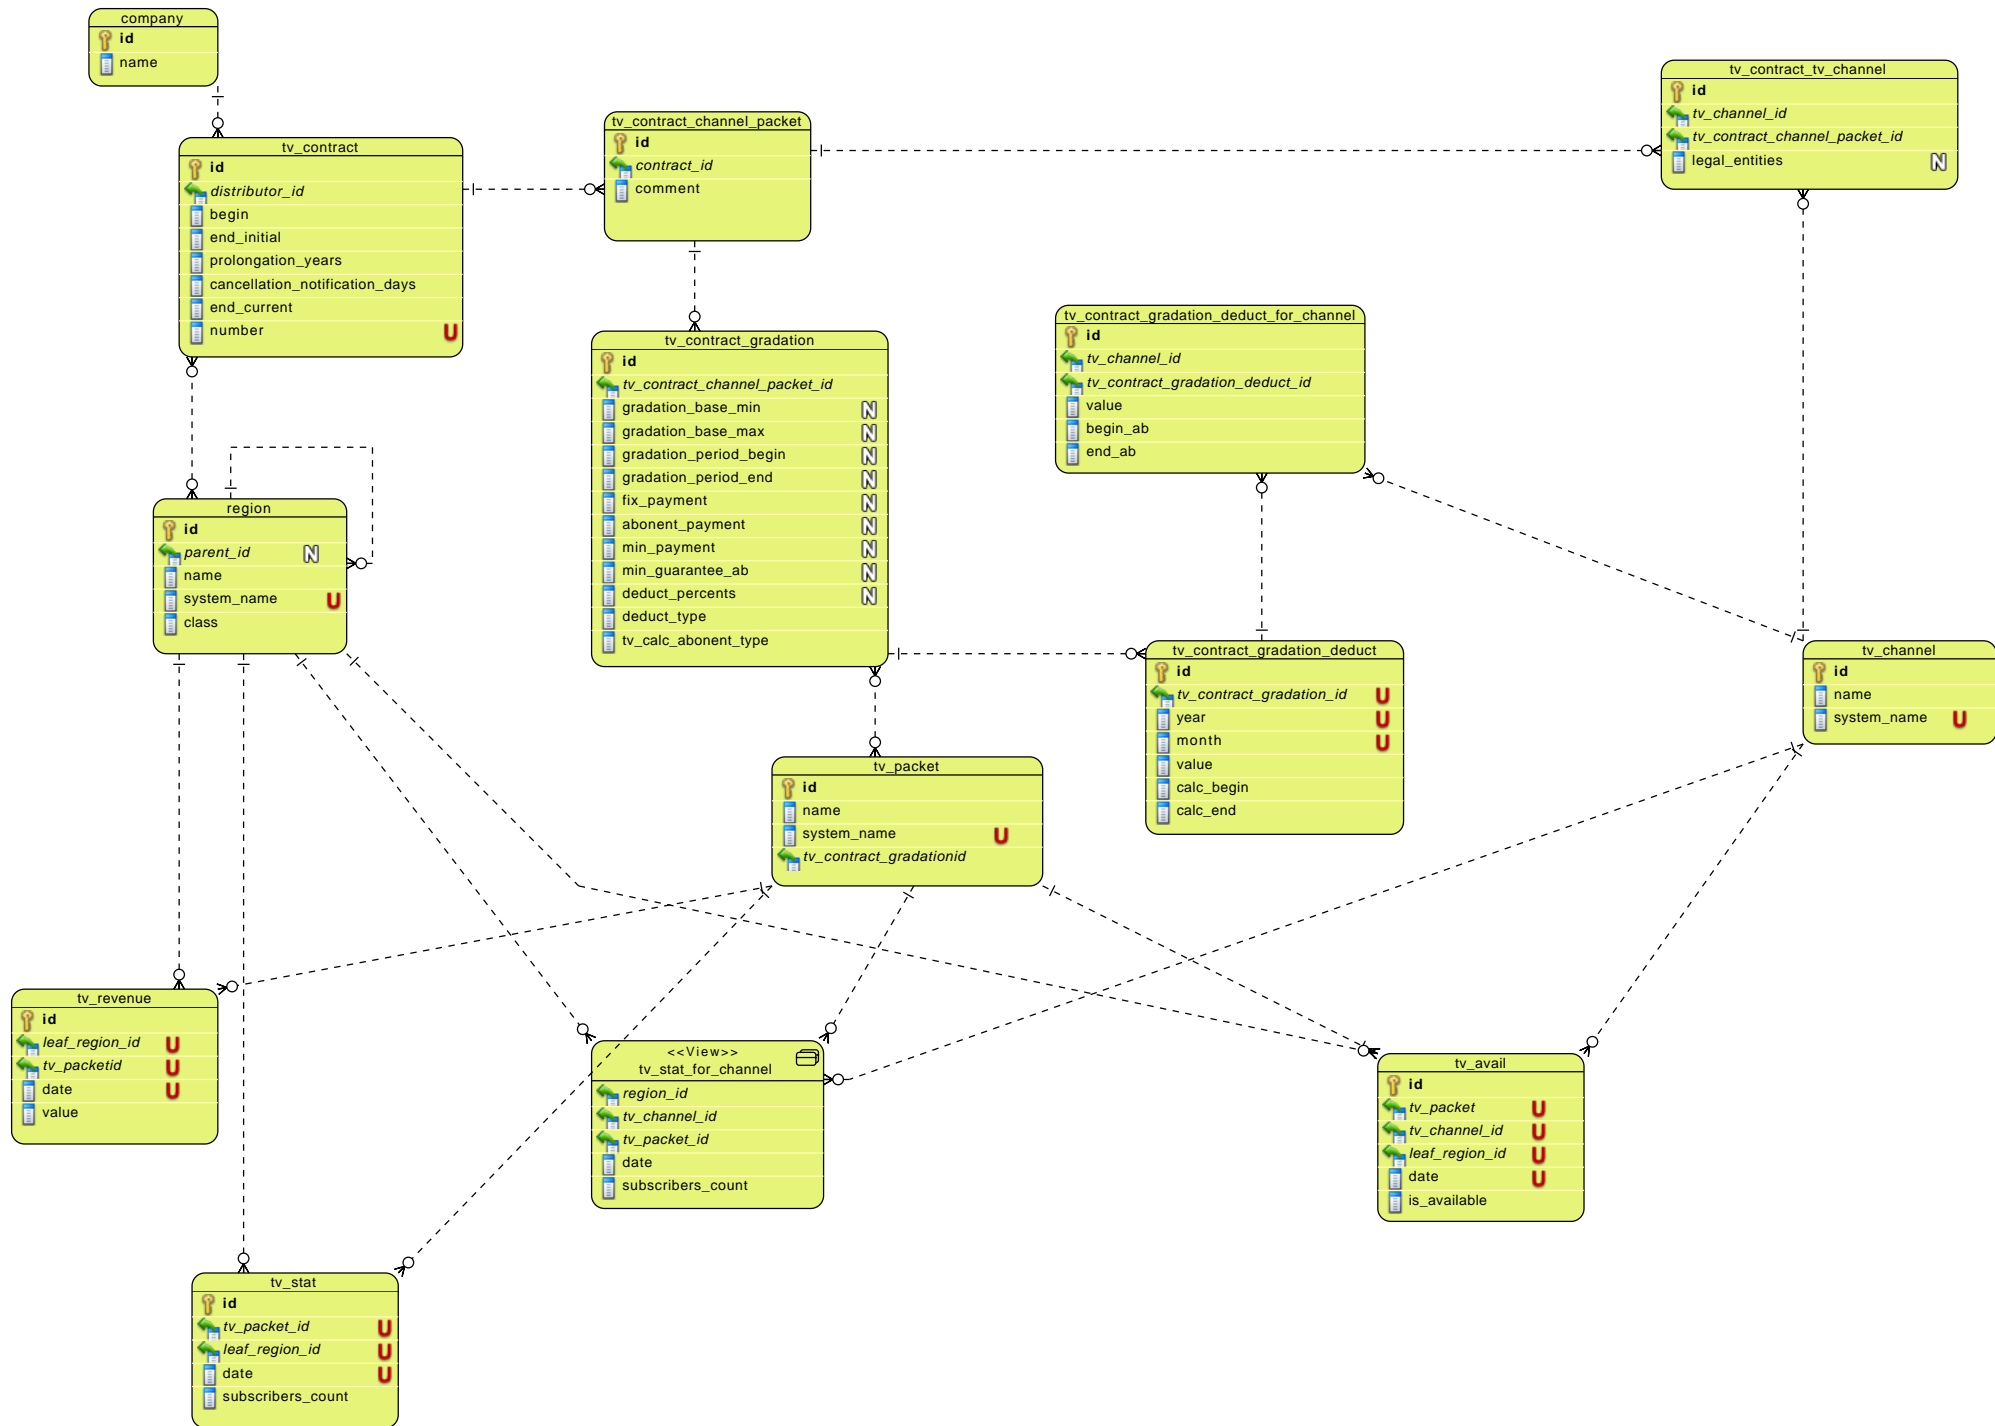 company
id
name
tv_contract
id
distributor_id
begin
end_initial
prolongation_years
cancellation_notification_days
end_current
number U
tv_contract_channel_packet
id
contract_id
comment
tv_contract_tv_channel
id
tv_channel_id
tv_contract_channel_packet_id
legal_entities N
tv_contract_gradation
id
tv_contract_channel_packet_id
gradation_base_min N
gradation_base_max N
gradation_period_begin N
gradation_period_end N
fix_payment N
abonent_payment N
min_payment N
min_guarantee_ab N
deduct_percents N
deduct_type
tv_calc_abonent_type
tv_contract_gradation_deduct_for_channel
id
tv_channel_id
tv_contract_gradation_deduct_id
value
begin_ab
end_ab
region
id
parent_id N
name
system_name U
class
tv_contract_gradation_deduct
id
tv_contract_gradation_id U
year U
month U
value
calc_begin
calc_end
tv_channel
id
name
system_name U
tv_packet
id
name
system_name U
tv_contract_gradationid
tv_revenue
id
leaf_region_id U
tv_packetid U
date U
value
<<View>>
tv_stat_for_channel
region_id
tv_channel_id
tv_packet_id
date
subscribers_count
tv_avail
id
tv_packet U
tv_channel_id U
leaf_region_id U
date U
is_available
tv_stat
id
tv_packet_id U
leaf_region_id U
date U
subscribers_count